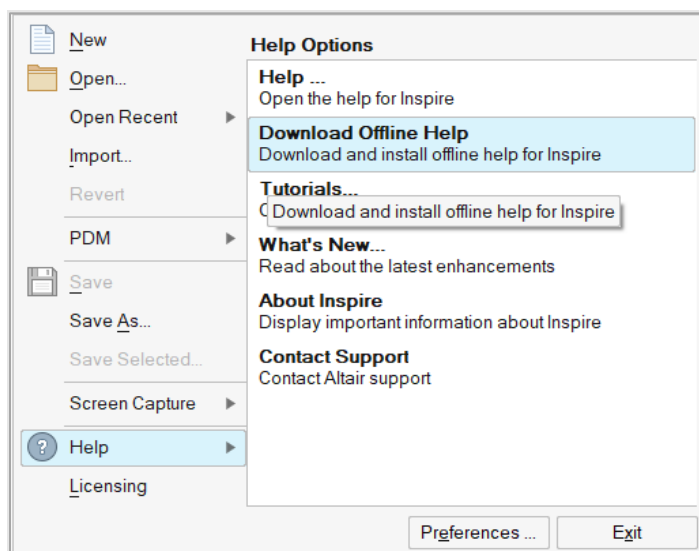 New
Open...
Open Recent
Import...
Revert
PDM
Save
Save As...
Save Selected...
Screen Capture
Help
Licensing
Help Options
Help ...
Open the help for Inspire
Download Offline Help
Download and install offline help for Inspire
Tutorials...
Download and install offline help for Inspire
What's New...
Read about the latest enhancements
About Inspire
Display important information about Inspire
Contact Support
Contact Altair support
Preferences ...
Exit